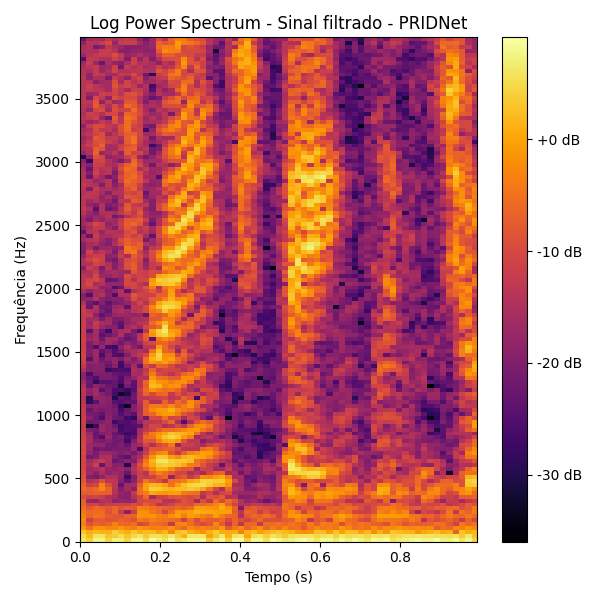 Log Power Spectrum - Sinal filtrado - PRIDNet
3500
3000
2500
2000
1500
1000
500
0
Frequência (Hz)
0.0 0.2 0.4 0.6 0.8
Tempo (s)
+0 dB
-10 dB
-20 dB
-30 dB